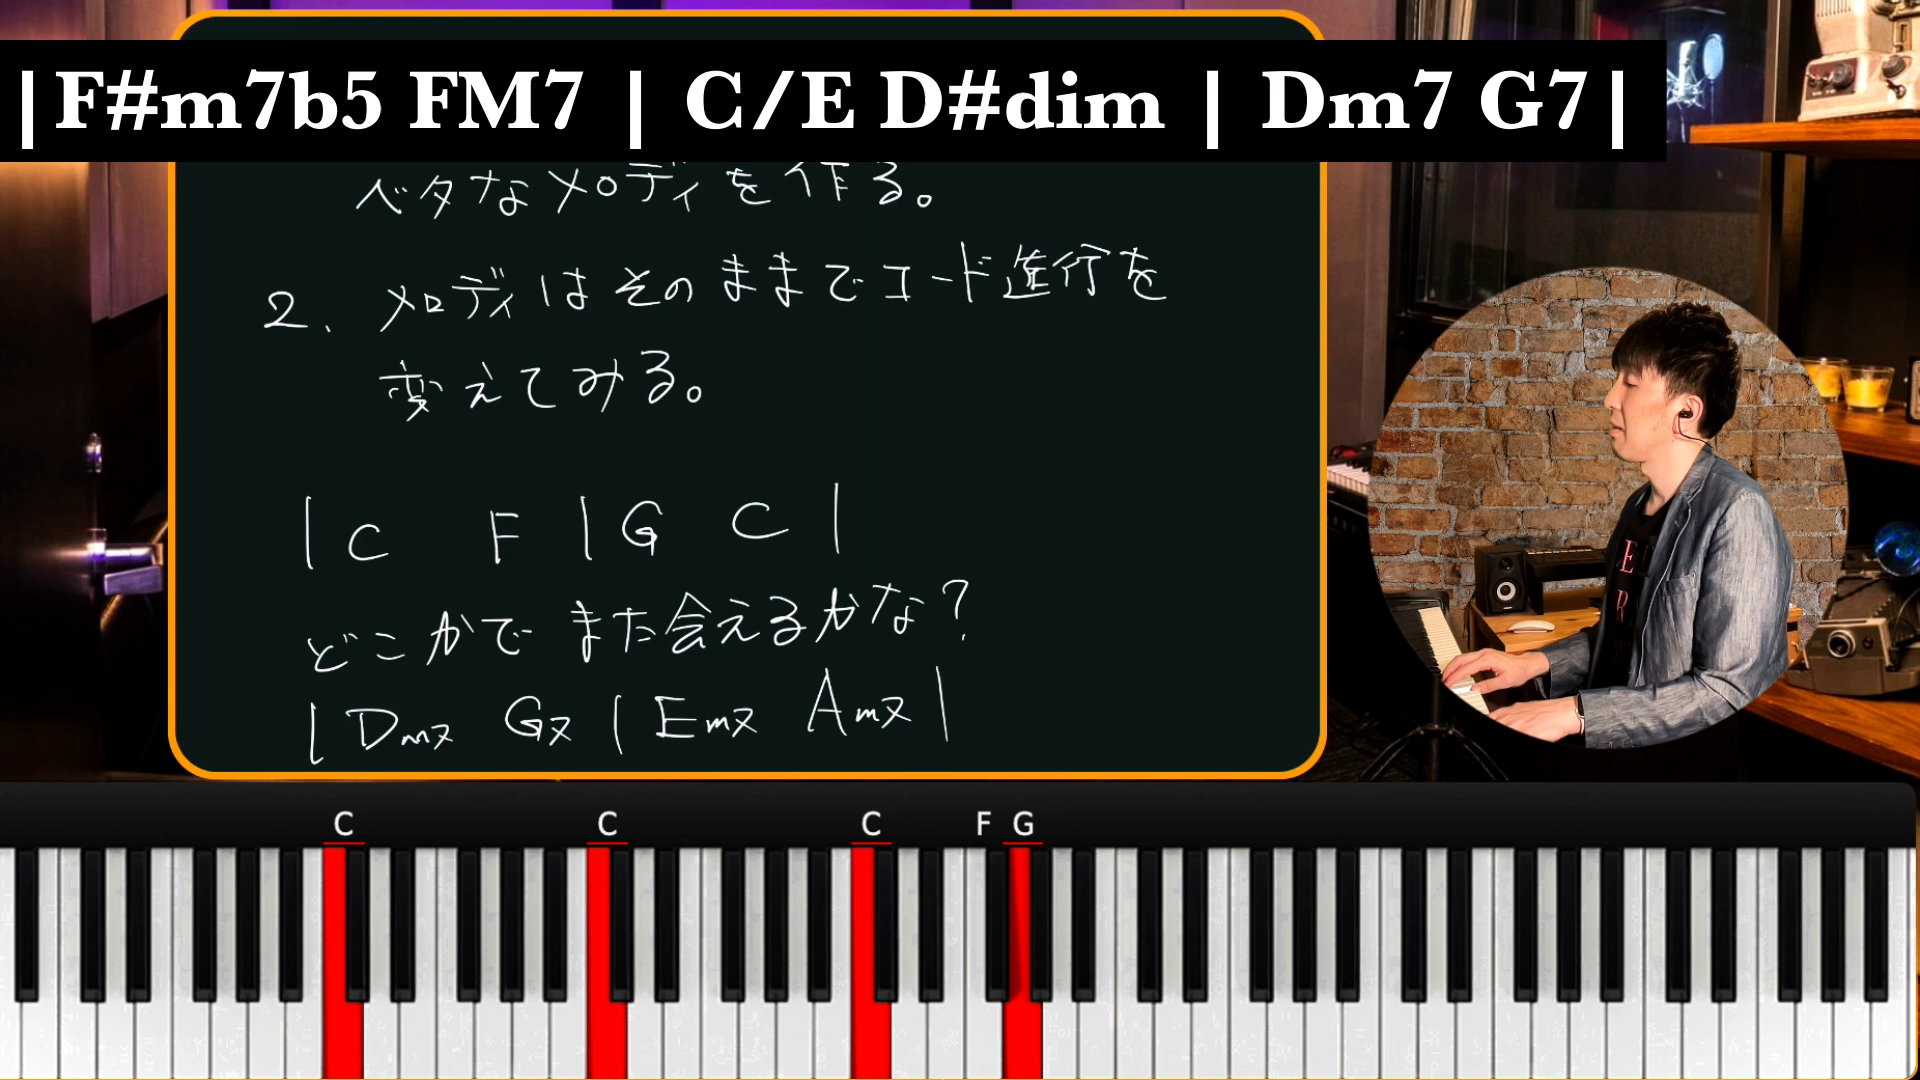 |F#m7b5 FM7 | C/E D#dim | Dm7 G7|
ベタなメロディを作る。
2. メロディはそのままでコード進行を
変えてみる。
| C F | G C |
どこかでまた会えるかな?
| Dm7 G7 | Em7 Am7 |
C C C F G